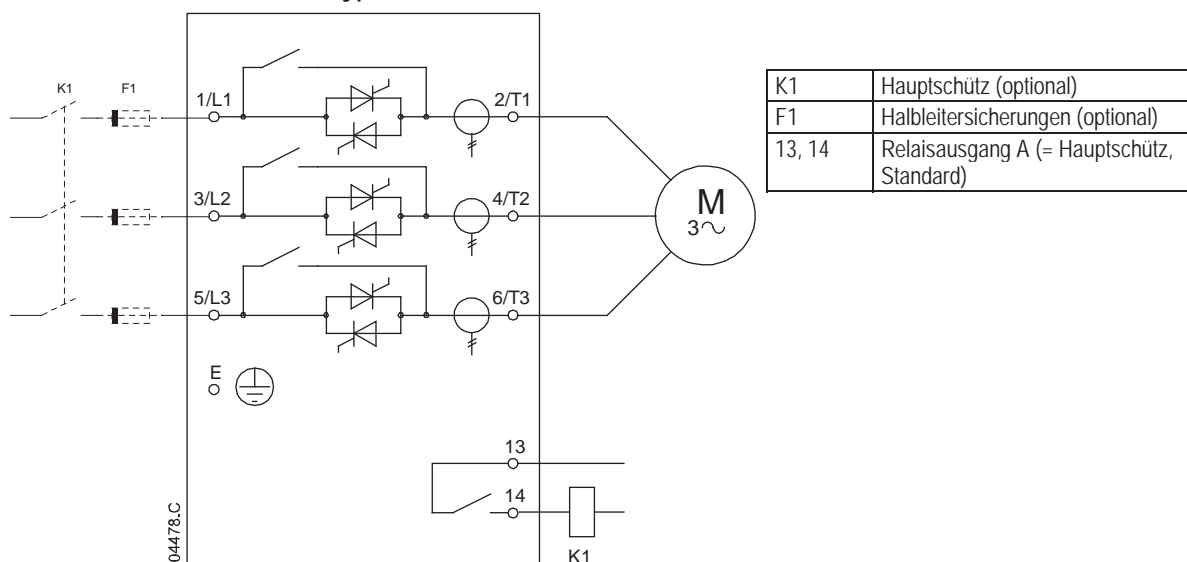 K1 F1
1/L1 2/T1
3/L2 4/T2
5/L3 6/T3
M
3
E
13
14
K1
04478.C
K1 Hauptschütz (optional)
F1 Halbleitersicherungen (optional)
13, 14 Relaisausgang A (= Hauptschütz,
Standard)